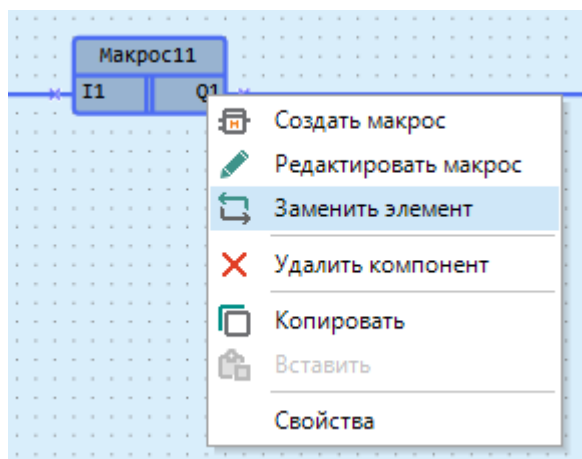 Макрос11
I1 Q1
Создать макрос
Редактировать макрос
Заменить элемент
Удалить компонент
Копировать
Вставить
Свойства